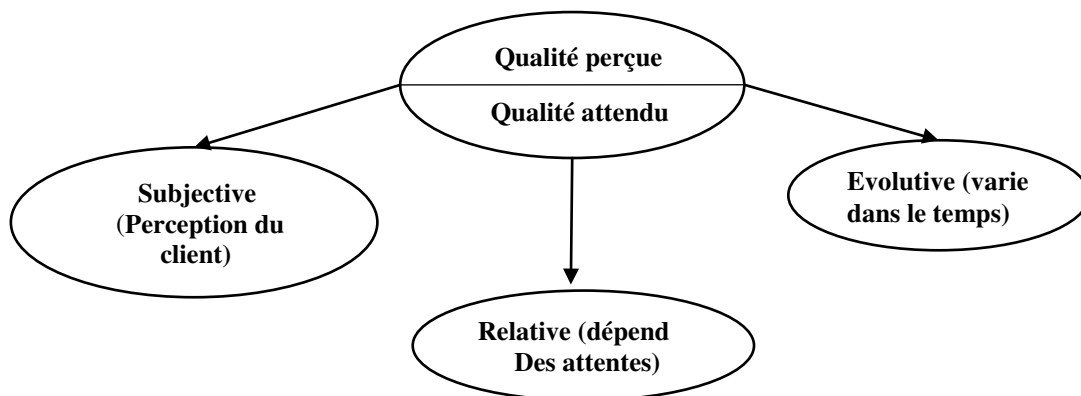 Qualité perçue
Qualité attendu
Subjective
(Perception du
client)
Evolutive (varie
dans le temps)
Relative (dépend
Des attentes)